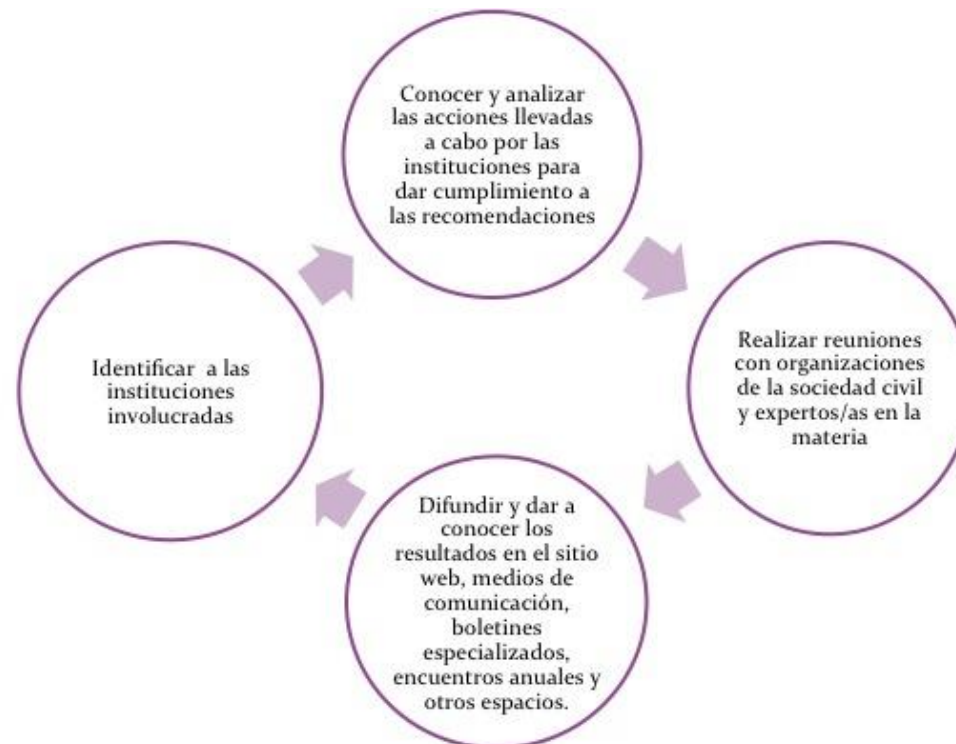 Conocer y analizar
las acciones llevadas
a cabo por las
instituciones para
dar cumplimiento a
las recomendaciones
Realizar reuniones
con organizaciones
de la sociedad civil
y expertos/as en la
materia
Difundir y dar a
conocer los
resultados en el sitio
web, medios de
comunicación,
boletines
especializados,
encuentros anuales y
otros espacios.
Identificar a las
instituciones
involucradas